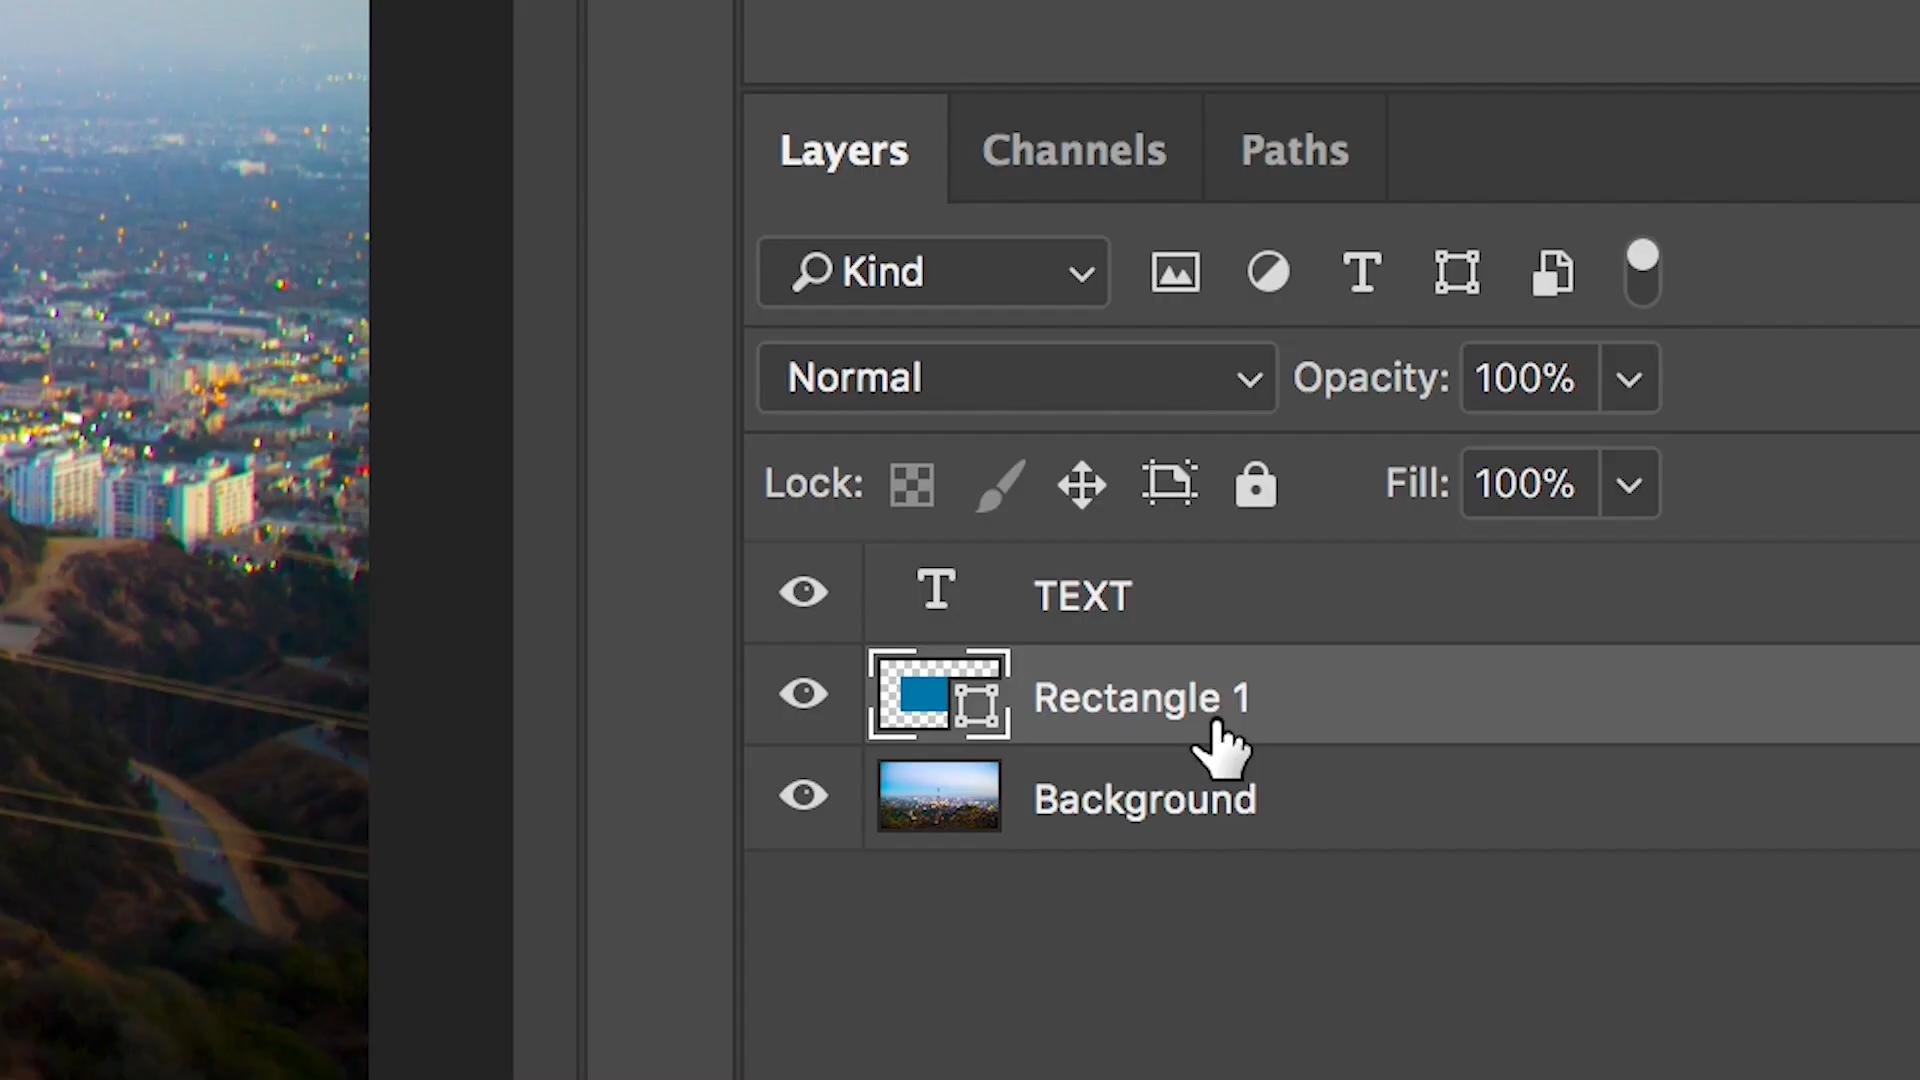 Layers Channels Paths
Kind
Normal Opacity: 100%
Lock: Fill: 100%
TEXT
Rectangle 1
Background